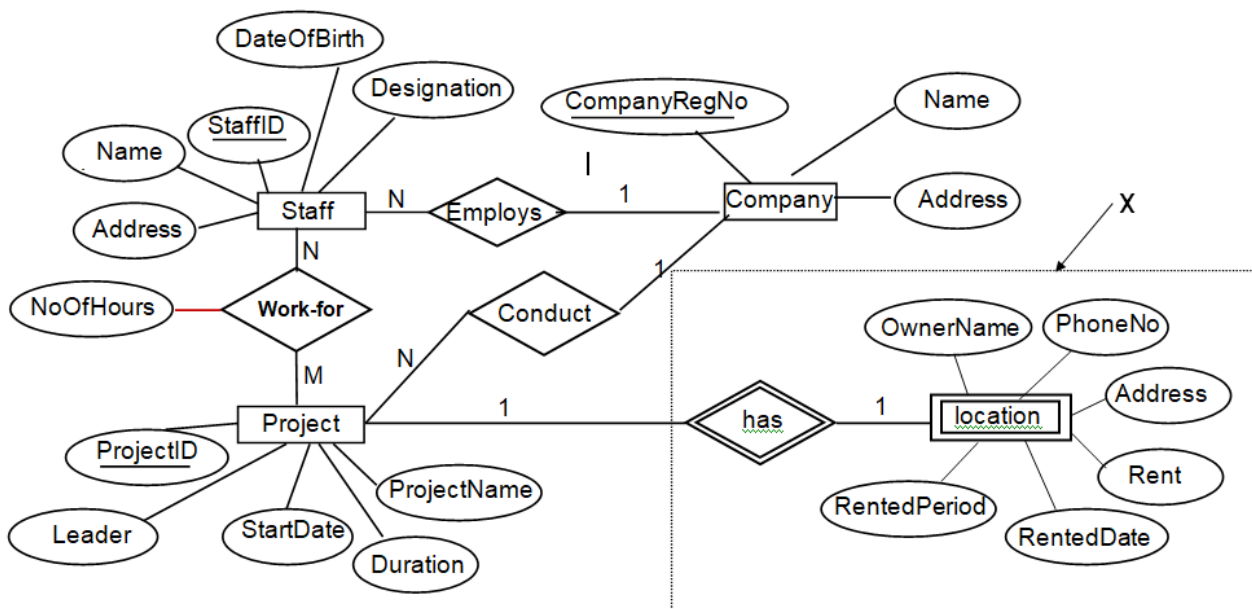 DateOfBirth
Designation
StaffID
Name
Address
Staff
N
Employs
1
CompanyRegNo
Name
Company
Address
X
N
NoOfHours
Work-for
M
Conduct
1
N
Project
1
has
1
location
OwnerName
PhoneNo
Address
Rent
RentedDate
RentedPeriod
ProjectID
Leader
StartDate
Duration
ProjectName